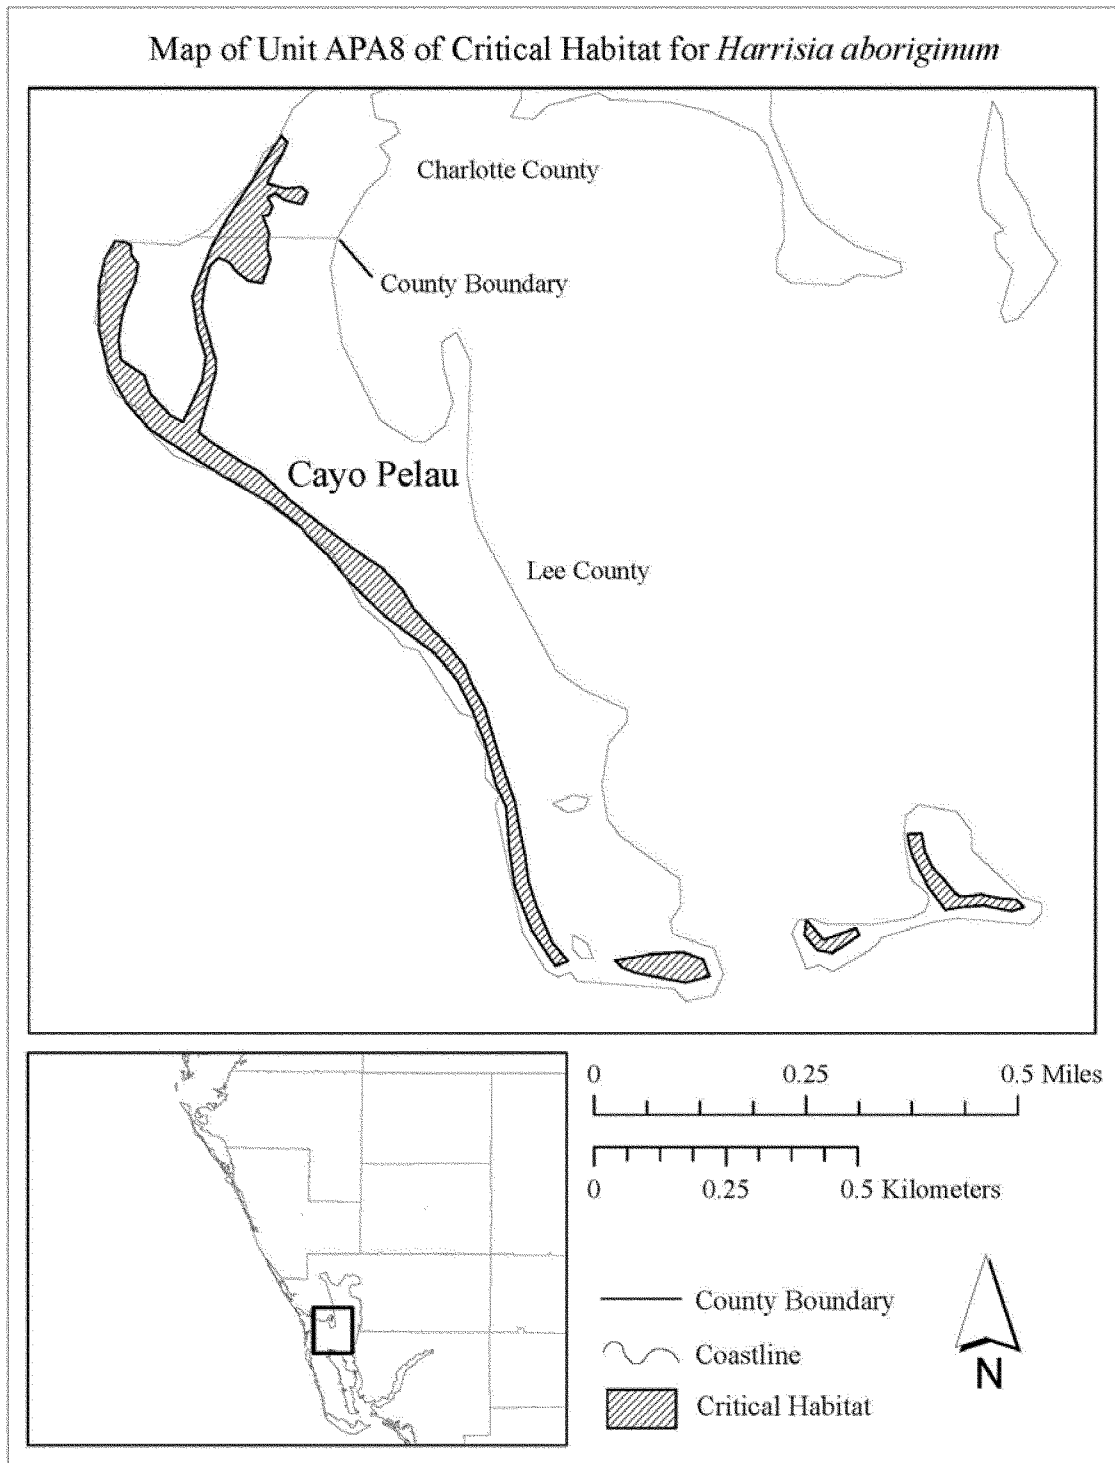 Map of Unit APA8 of Critical Habitat for Harrisia aboriginum
Charlotte County
County Boundary
Cayo Pelau
Lee County
0 0.25 0.5 Miles
0 0.25 0.5 Kilometers
County Boundary
Coastline
Critical Habitat
N